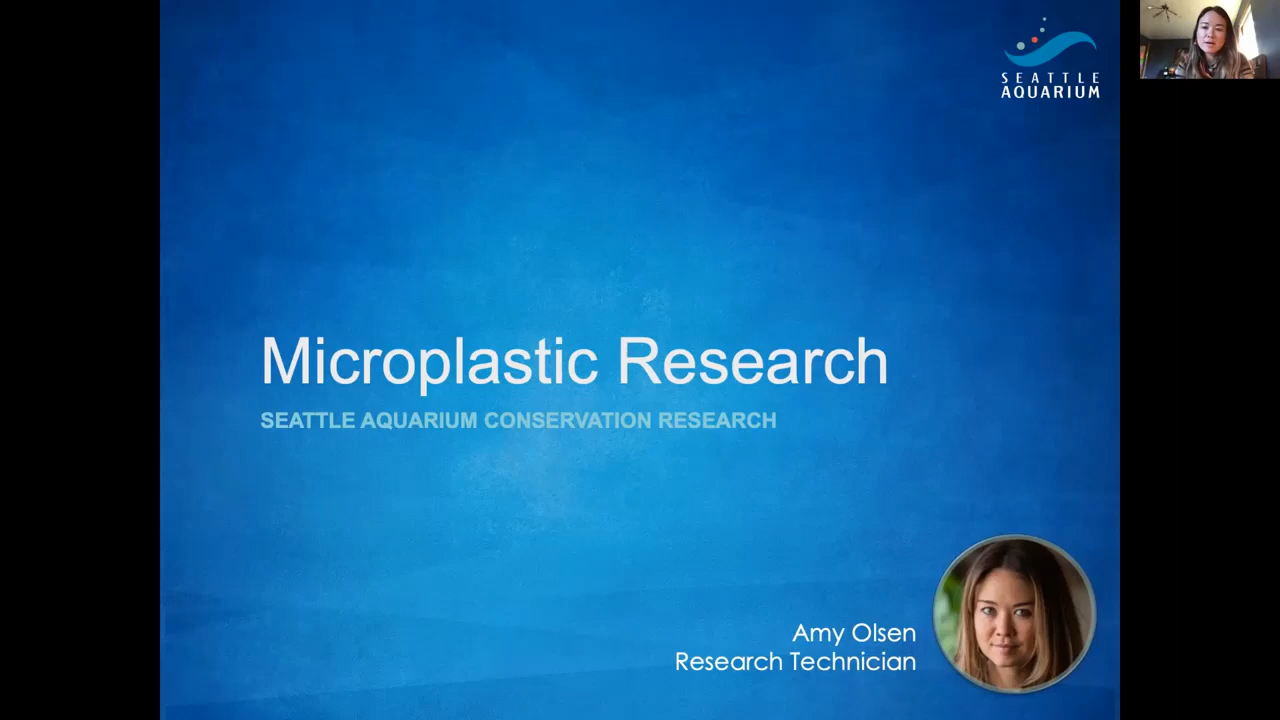 SEATTLE
AQUARIUM
Microplastic Research
SEATTLE AQUARIUM CONSERVATION RESEARCH
Amy Olsen
Research Technician